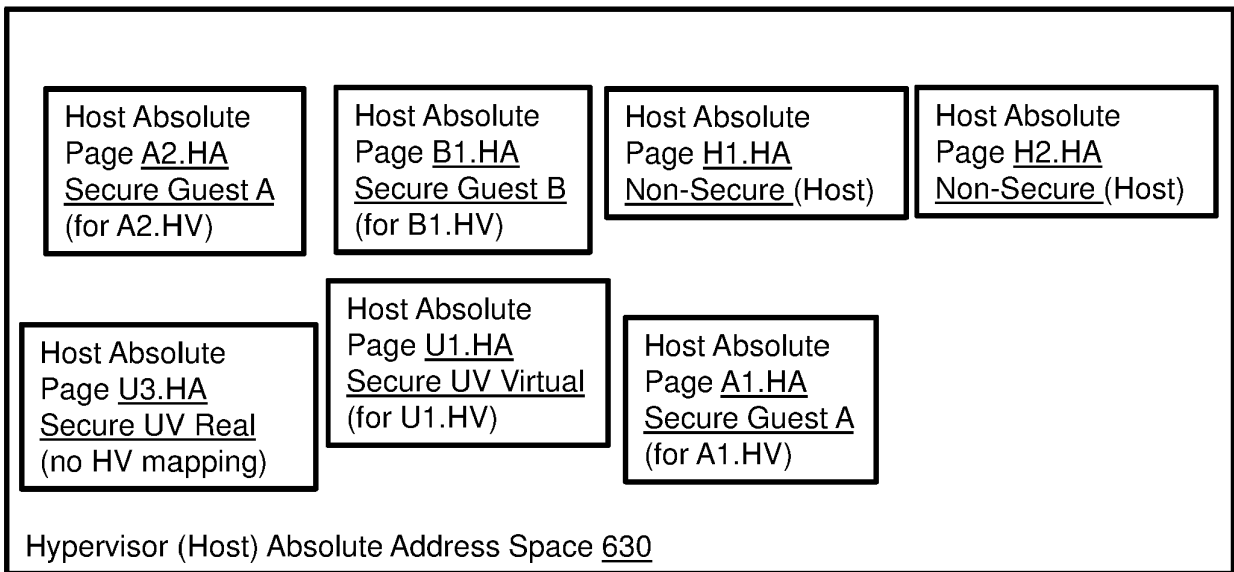 Host Absolute
Page A2.HA
Secure Guest A
(for A2.HV)
Host Absolute
Page B1.HA
Secure Guest B
(for B1.HV)
Host Absolute
Page H1.HA
Non-Secure (Host)
Host Absolute
Page H2.HA
Non-Secure (Host)
Host Absolute
Page U3.HA
Secure UV Real
(no HV mapping)
Host Absolute
Page U1.HA
Secure UV Virtual
(for U1.HV)
Host Absolute
Page A1.HA
Secure Guest A
(for A1.HV)
Hypervisor (Host) Absolute Address Space 630